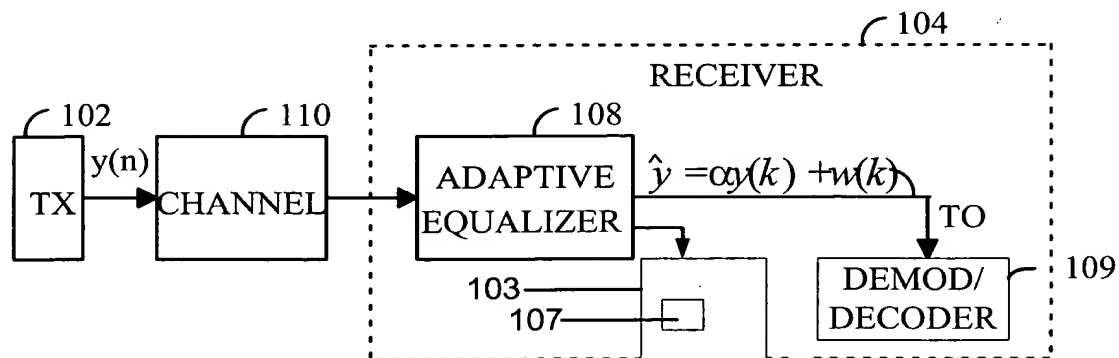 104
RECEIVER
102
110
108
y(n)
TX
CHANNEL
ADAPTIVE
EQUALIZER
ŷ =αy(k) +w(k)
TO
103
107
DEMOD/
DECODER
109